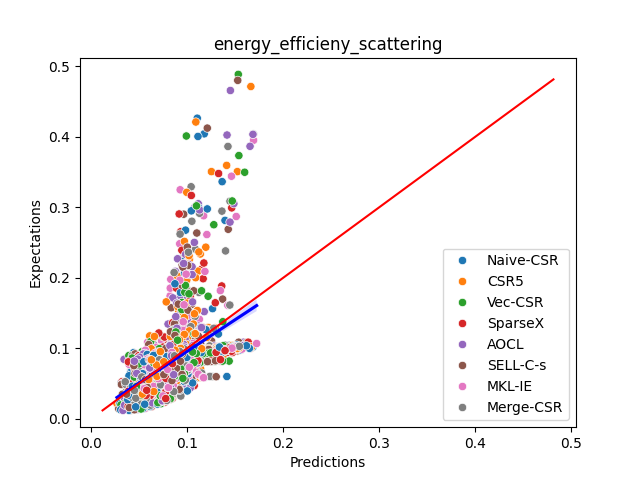 energy_efficieny_scattering
0.5
0.4
0.3
0.2
0.1
0.0
Expectations
0.0 0.1 0.2 0.3 0.4 0.5
Predictions
Naive-CSR
CSR5
Vec-CSR
SparseX
AOCL
SELL-C-s
MKL-IE
Merge-CSR